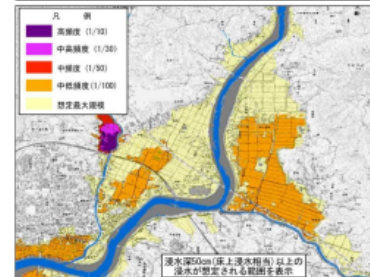 凡　例
高頻度（1/10）
中高頻度（1/30）
中頻度（1/50）
中低頻度（1/100）
想定最大規模
浸水深50cm(床上浸水相当)以上の
浸水が想定される範囲を表示